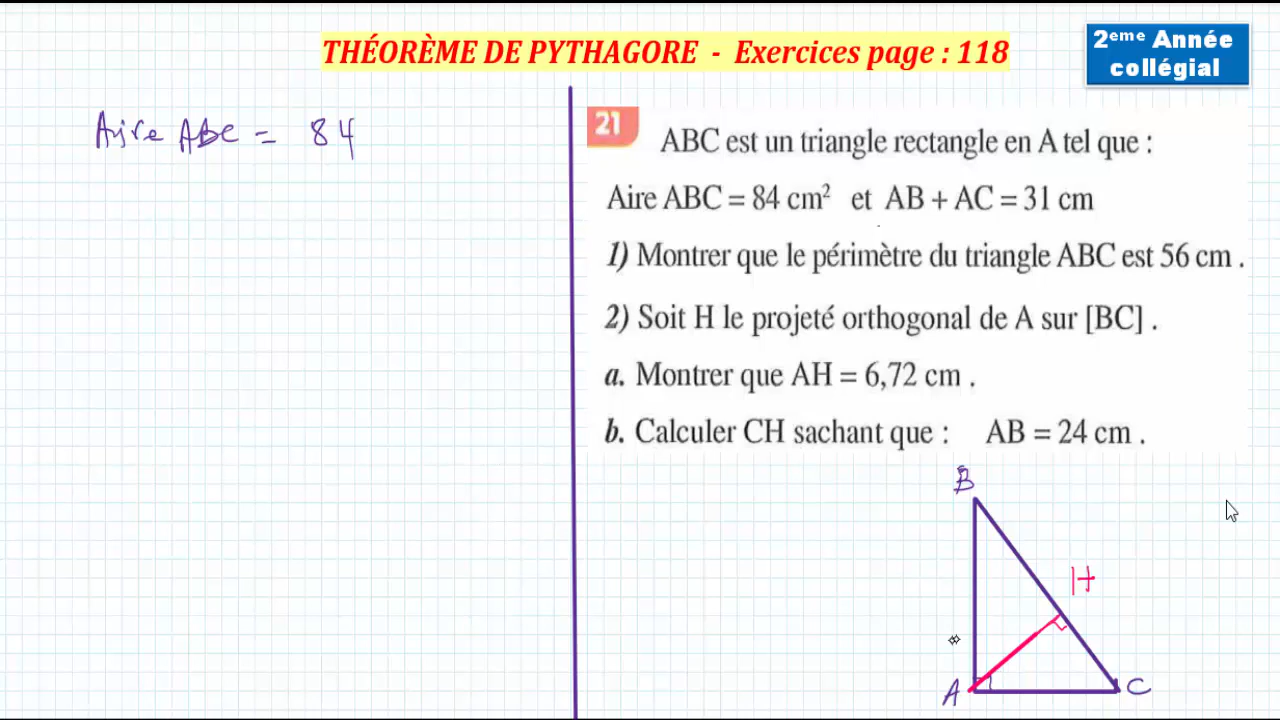 THÉORÈME DE PYTHAGORE - Exercices page : 118
2eme Année
collégial
Aire ABC = 84
21
ABC est un triangle rectangle en A tel que :
Aire ABC = 84 cm² et AB + AC = 31 cm
1) Montrer que le périmètre du triangle ABC est 56 cm .
2) Soit H le projeté orthogonal de A sur [BC] .
a. Montrer que AH = 6,72 cm .
b. Calculer CH sachant que : AB = 24 cm .
B
H
A
C